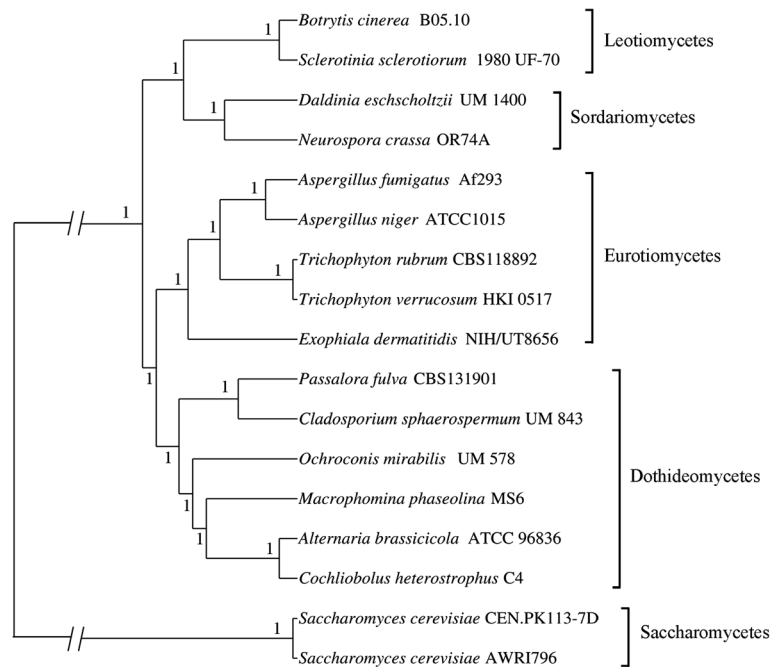 1 Botrytis cinerea B05.10
Leotiomycetes
1 Sclerotinia sclerotiorum 1980 UF-70
1 Daldinia eschscholtzii UM 1400
Sordariomycetes
Neurospora crassa OR74A
1 Aspergillus fumigatus Af293
1
1 Aspergillus niger ATCC1015
1 Trichophyton rubrum CBS118892
Eurotiomycetes
1 Trichophyton verrucosum HKI 0517
Exophiala dermatitidis NIH/UT8656
1 1 Passalora fulva CBS131901
Cladosporium sphaerospermum UM 843
1 Ochroconis mirabilis UM 578
Dothideomycetes
1 Macrophomina phaseolina MS6
1 1 Alternaria brassicicola ATCC 96836
Cochliobolus heterostrophus C4
1 Saccharomyces cerevisiae CEN.PK113-7D
Saccharomycetes
Saccharomyces cerevisiae AWRI796